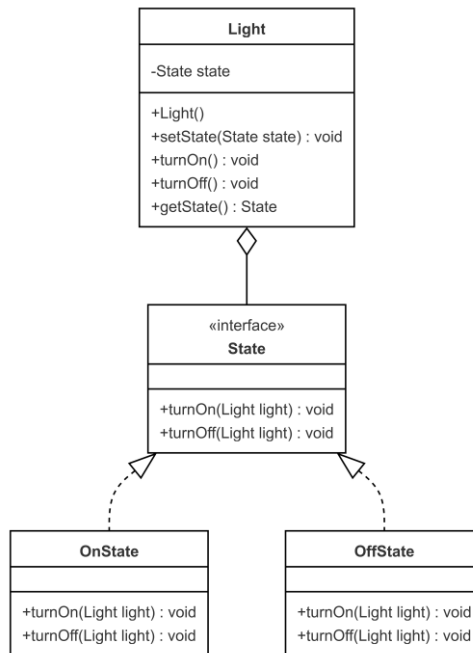 Light
-State state
+Light()
+setState(State state) : void
+turnOn() : void
+turnOff() : void
+getState() : State
«interface»
State
+turnOn(Light light) : void
+turnOff(Light light) : void
OnState
+turnOn(Light light) : void
+turnOff(Light light) : void
OffState
+turnOn(Light light) : void
+turnOff(Light light) : void